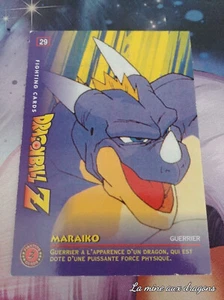 29
FIGHTING CARDS
DRAGON BALL Z
MARAIKO
GUERRIER
GUERRIER A L'APPARENCE D'UN DRAGON, QUI EST
DOTÉ D'UNE PUISSANTE FORCE PHYSIQUE.
La mine aux dragons